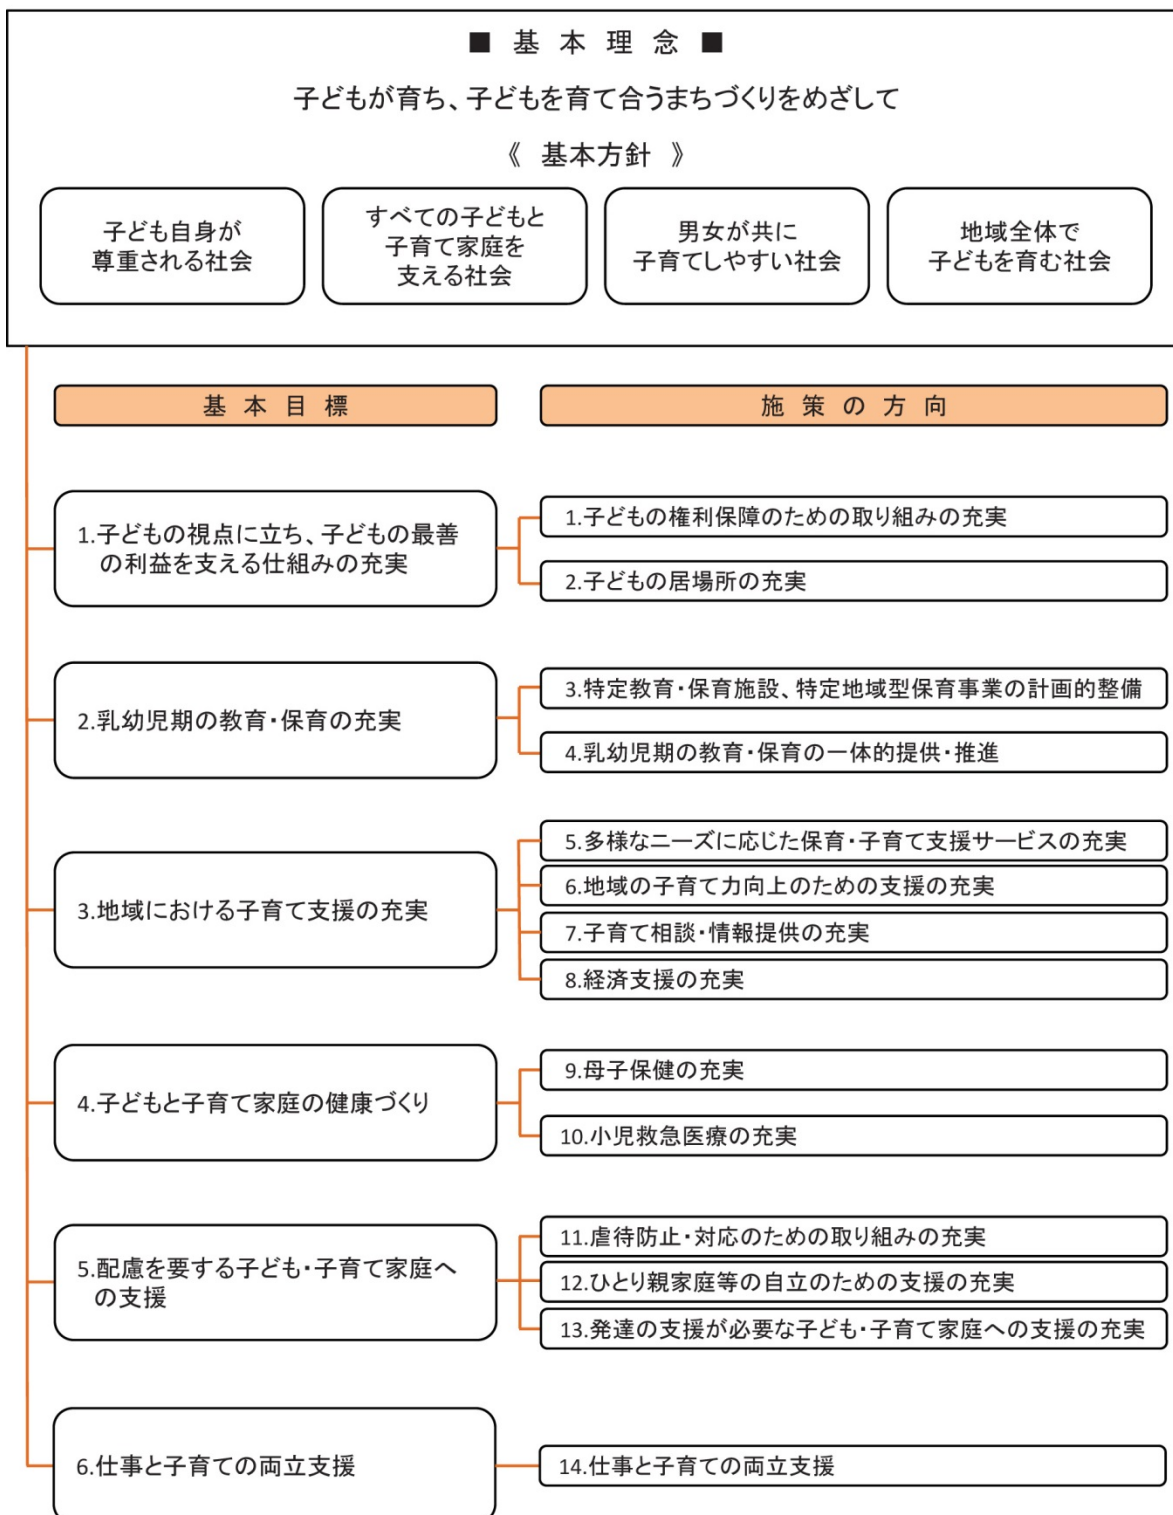 ■ 基 本 理 念 ■
子どもが育ち、子どもを育て合うまちづくりをめざして
《 基本方針 》
子ども自身が
尊重される社会
すべての子どもと
子育て家庭を
支える社会
男女が共に
子育てしやすい社会
地域全体で
子どもを育む社会
基 本 目 標
施 策 の 方 向
1.子どもの視点に立ち、子どもの最善
の利益を支える仕組みの充実
1.子どもの権利保障のための取り組みの充実
2.子どもの居場所の充実
2.乳幼児期の教育・保育の充実
3.特定教育・保育施設、特定地域型保育事業の計画的整備
4.乳幼児期の教育・保育の一体的提供・推進
3.地域における子育て支援の充実
5.多様なニーズに応じた保育・子育て支援サービスの充実
6.地域の子育て力向上のための支援の充実
7.子育て相談・情報提供の充実
8.経済支援の充実
4.子どもと子育て家庭の健康づくり
9.母子保健の充実
10.小児救急医療の充実
5.配慮を要する子ども・子育て家庭へ
の支援
11.虐待防止・対応のための取り組みの充実
12.ひとり親家庭等の自立のための支援の充実
13.発達の支援が必要な子ども・子育て家庭への支援の充実
6.仕事と子育ての両立支援
14.仕事と子育ての両立支援